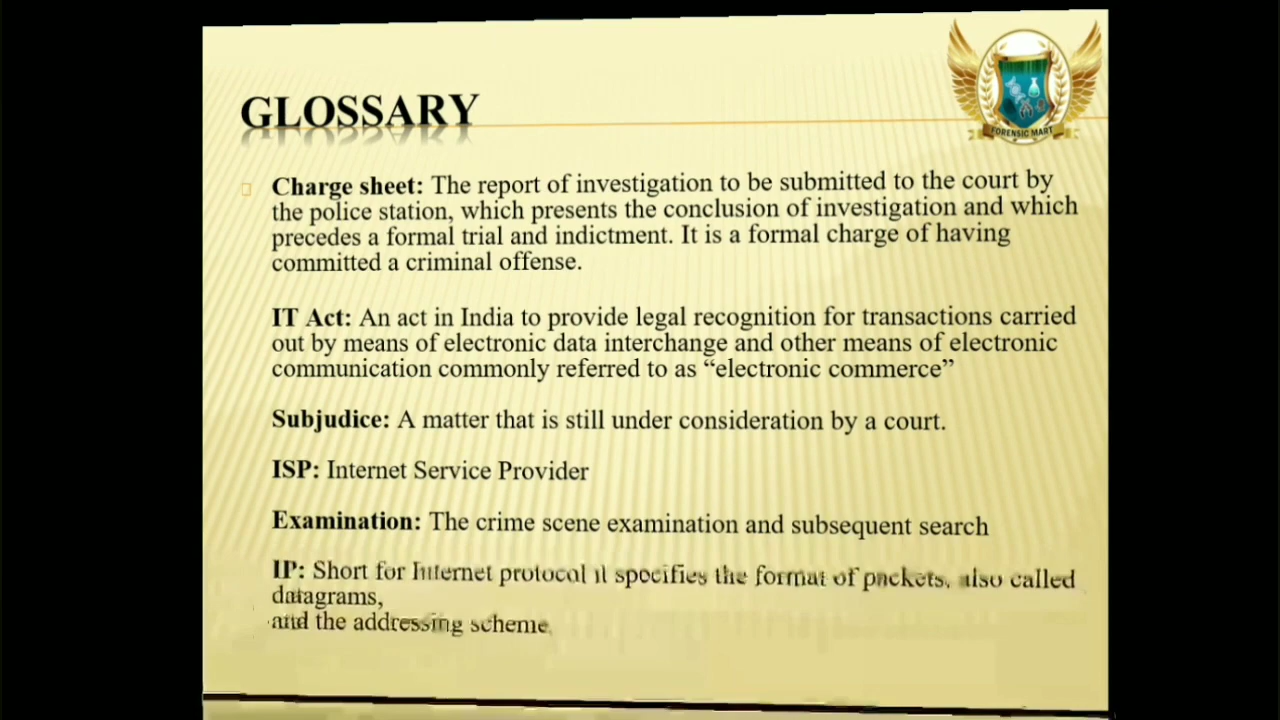 GLOSSARY
FORENSIC MART
Charge sheet: The report of investigation to be submitted to the court by
the police station, which presents the conclusion of investigation and which
precedes a formal trial and indictment. It is a formal charge of having
committed a criminal offense.
IT Act: An act in India to provide legal recognition for transactions carried
out by means of electronic data interchange and other means of electronic
communication commonly referred to as “electronic commerce”
Subjudice: A matter that is still under consideration by a court.
ISP: Internet Service Provider
Examination: The crime scene examination and subsequent search
IP: Short for Internet protocol it specifies the format of packets, also called
datagrams,
and the addressing scheme.